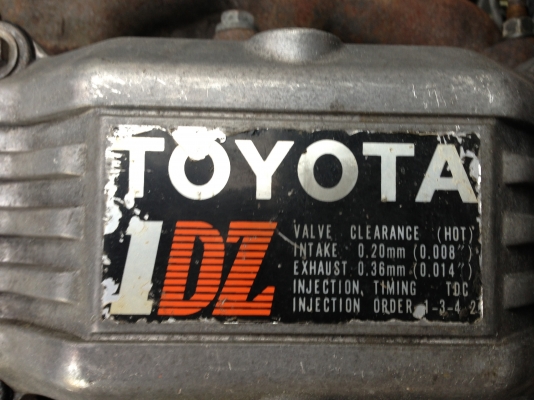 TOYOTA
1DZ
VALVE CLEARANCE (HOT)
INTAKE 0.20mm (0.008")
EXHAUST 0.36mm (0.014")
INJECTION, TIMING TDC
INJECTION ORDER 1-3-4-2